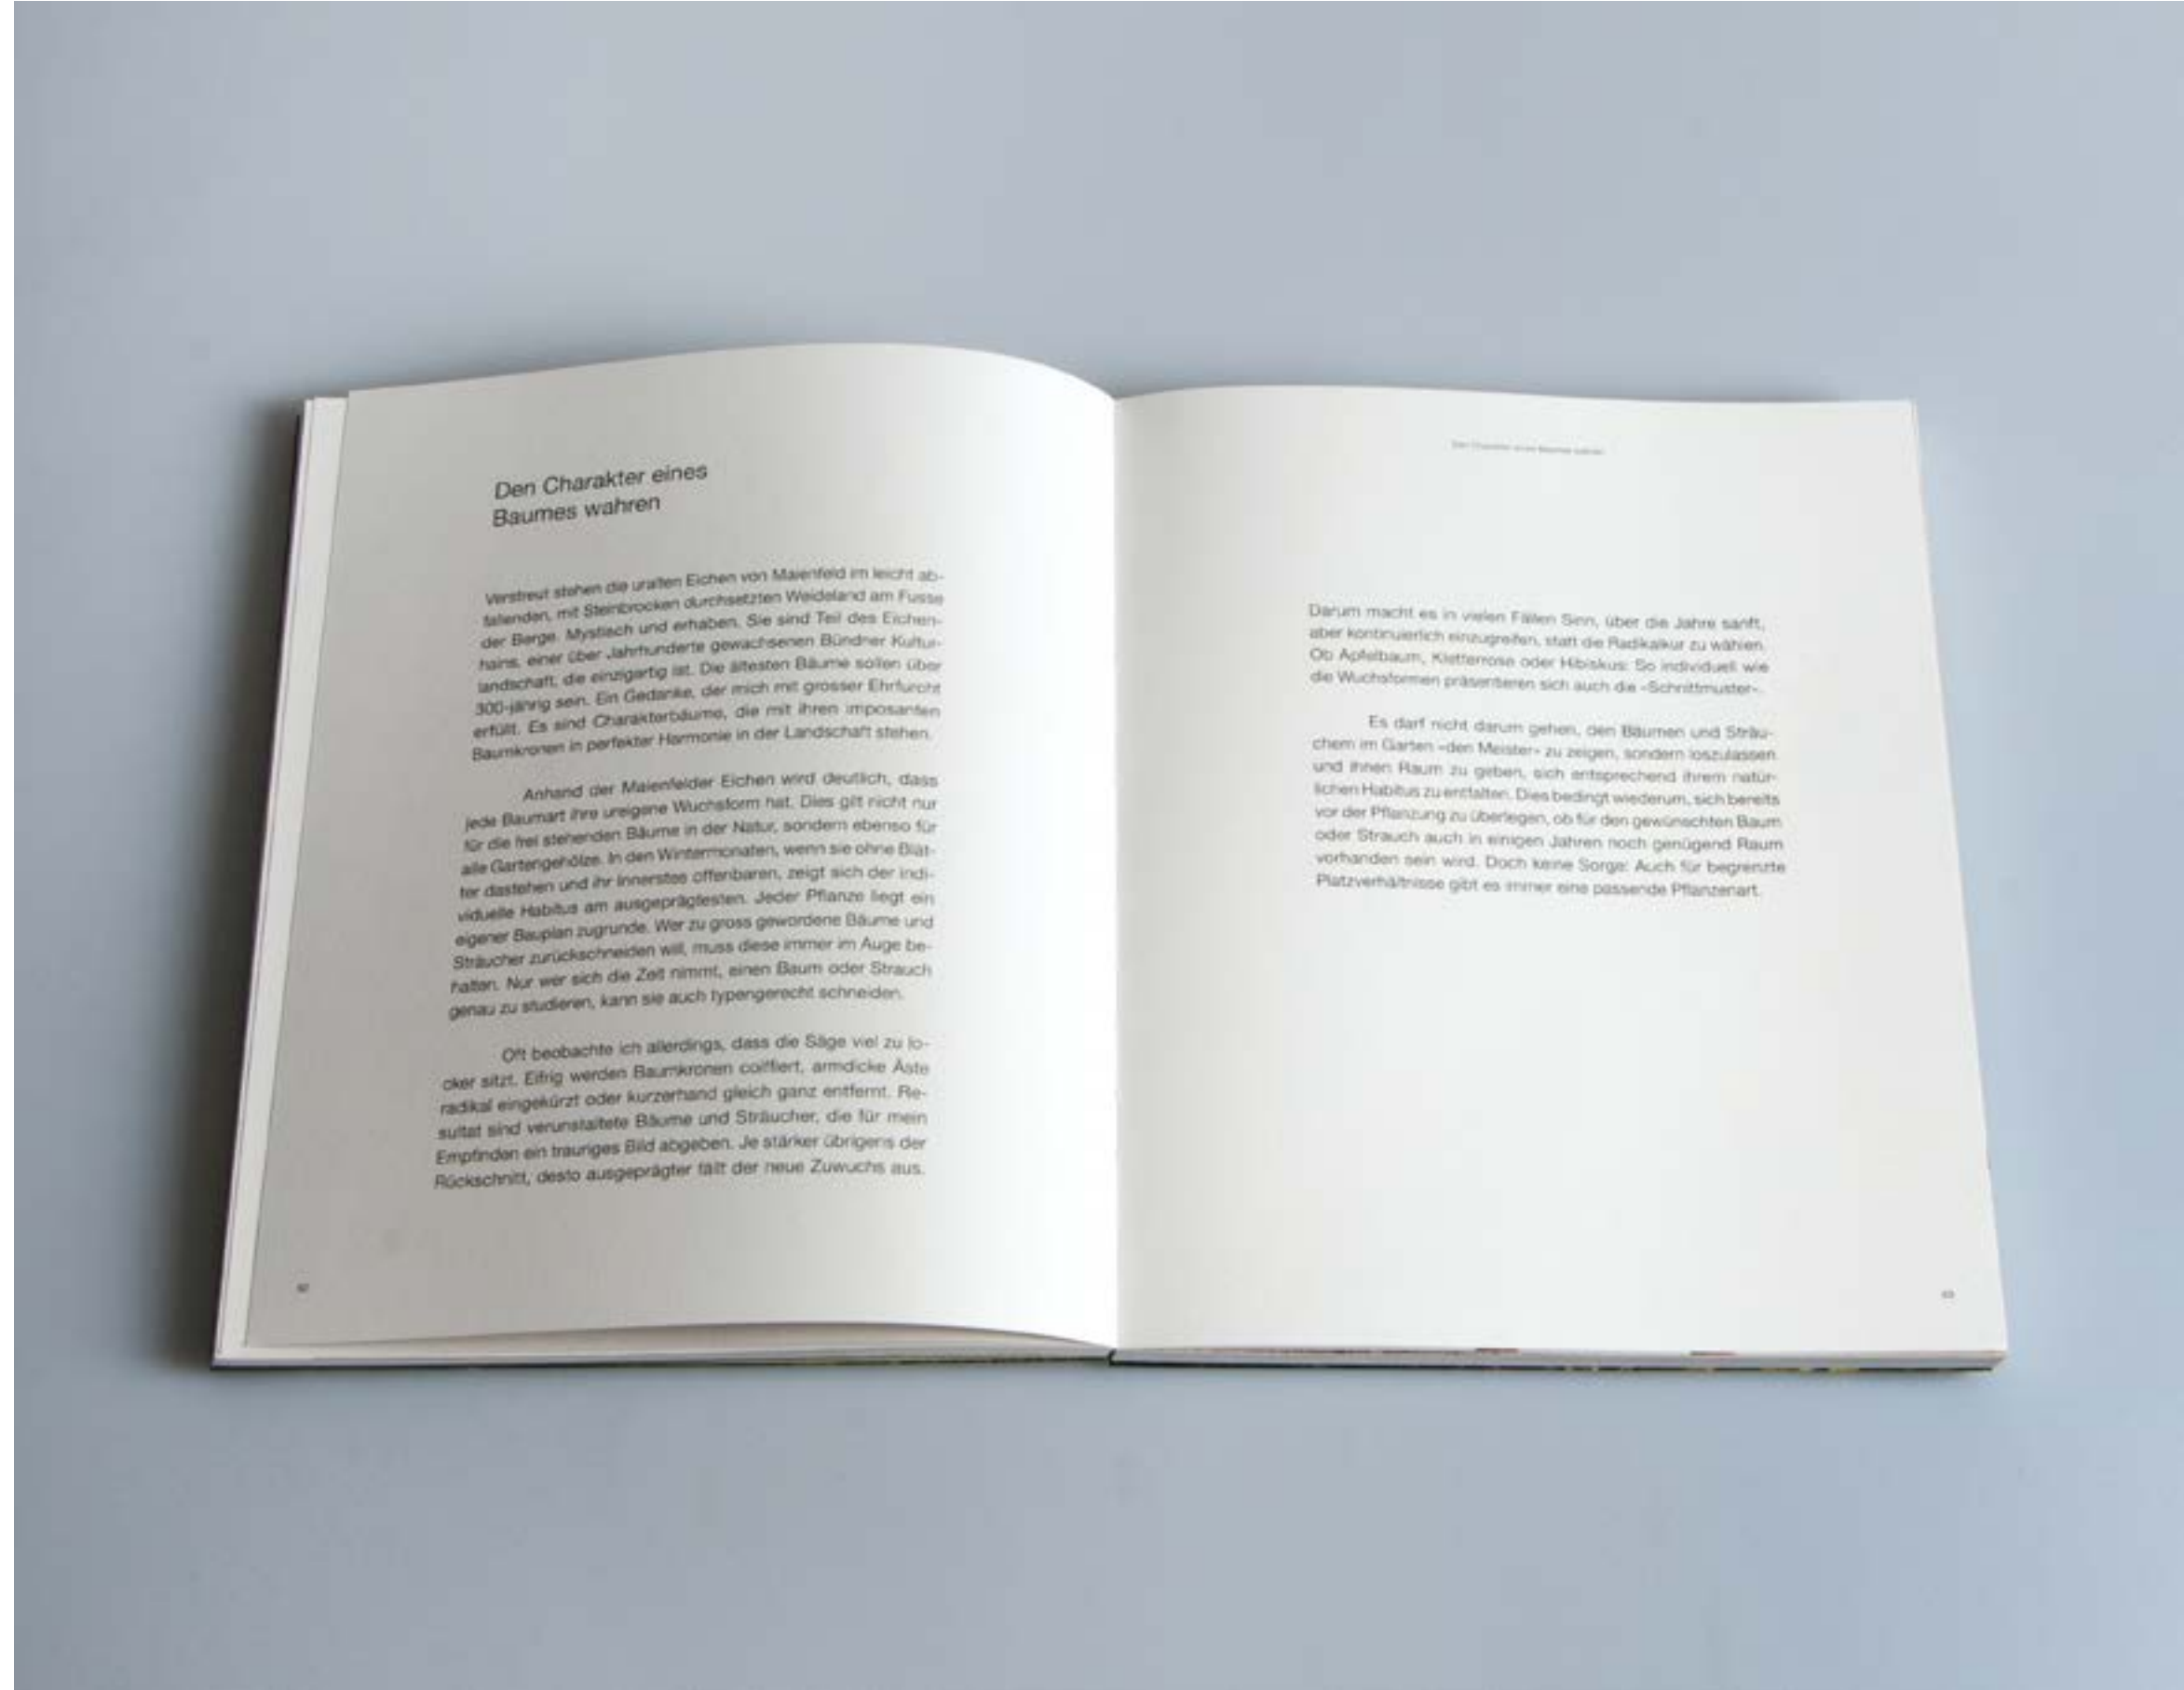 Den Charakter eines
Baumes wahren
Verstreut stehen die uralten Eichen von Maienfeld im leicht ab-
fallenden, mit Steinbrocken durchsetzten Weideland am Fusse
der Berge. Mystisch und erhaben. Sie sind Teil des Eichen-
hains, einer über Jahrhunderte gewachsenen Bündner Kultur-
landschaft, die einzigartig ist. Die ältesten Bäume sollen über
300-jährig sein. Ein Gedanke, der mich mit grosser Ehrfurcht
erfüllt. Es sind Charakterbäume, die mit ihren imposanten
Baumkronen in perfekter Harmonie in der Landschaft stehen.
Anhand der Maienfelder Eichen wird deutlich, dass
jede Baumart ihre ureigene Wuchsform hat. Dies gilt nicht nur
für die frei stehenden Bäume in der Natur, sondern ebenso für
alle Gartengehölze. In den Wintermonaten, wenn sie ohne Blät-
ter dastehen und ihr Innerstes offenbaren, zeigt sich der indi-
viduelle Habitus am ausgeprägtesten. Jeder Pflanze liegt ein
eigener Bauplan zugrunde. Wer zu gross gewordene Bäume und
Sträucher zurückschneiden will, muss diese immer im Auge be-
halten. Nur wer sich die Zeit nimmt, einen Baum oder Strauch
genau zu studieren, kann sie auch typengerecht schneiden.
Oft beobachte ich allerdings, dass die Säge viel zu lo-
cker sitzt. Eifrig werden Baumkronen coiffiert, armdicke Äste
radikal eingekürzt oder kurzerhand gleich ganz entfernt. Re-
sultat sind verunstaltete Bäume und Sträucher, die für mein
Empfinden ein trauriges Bild abgeben. Je stärker übrigens der
Rückschnitt, desto ausgeprägter fällt der neue Zuwuchs aus.
Den Charakter eines Baumes wahren
Darum macht es in vielen Fällen Sinn, über die Jahre sanft,
aber kontinuierlich einzugreifen, statt die Radikalkur zu wählen.
Ob Apfelbaum, Kletterrose oder Hibiskus: So individuell wie
die Wuchsformen präsentieren sich auch die «Schnittmuster».
Es darf nicht darum gehen, den Bäumen und Sträu-
chern im Garten «den Meister» zu zeigen, sondern loszulassen
und ihnen Raum zu geben, sich entsprechend ihrem natür-
lichen Habitus zu entfalten. Dies bedingt wiederum, sich bereits
vor der Pflanzung zu überlegen, ob für den gewünschten Baum
oder Strauch auch in einigen Jahren noch genügend Raum
vorhanden sein wird. Doch keine Sorge: Auch für begrenzte
Platzverhältnisse gibt es immer eine passende Pflanzenart.